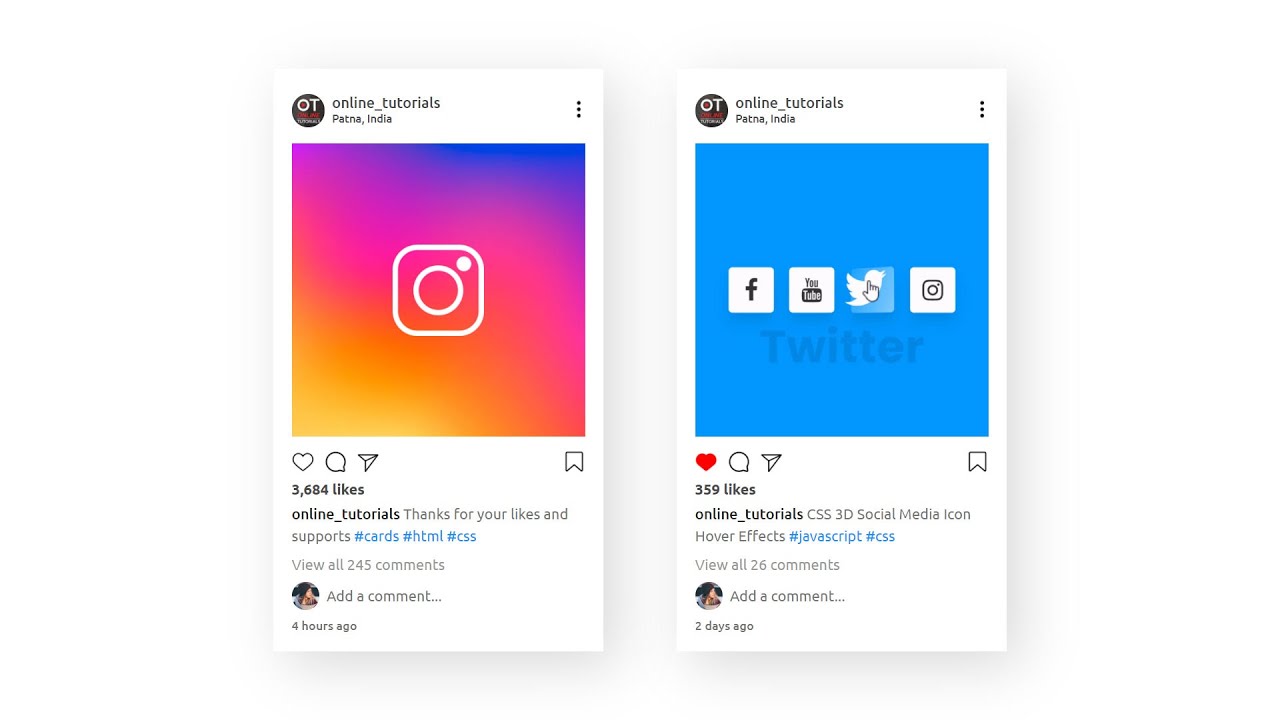 OT
ONLINE
TUTORIALS
online_tutorials
Patna, India
3,684 likes
online_tutorials Thanks for your likes and
supports #cards #html #css
View all 245 comments
Add a comment...
4 hours ago
OT
ONLINE
TUTORIALS
online_tutorials
Patna, India
You
Tube
Twitter
359 likes
online_tutorials CSS 3D Social Media Icon
Hover Effects #javascript #css
View all 26 comments
Add a comment...
2 days ago